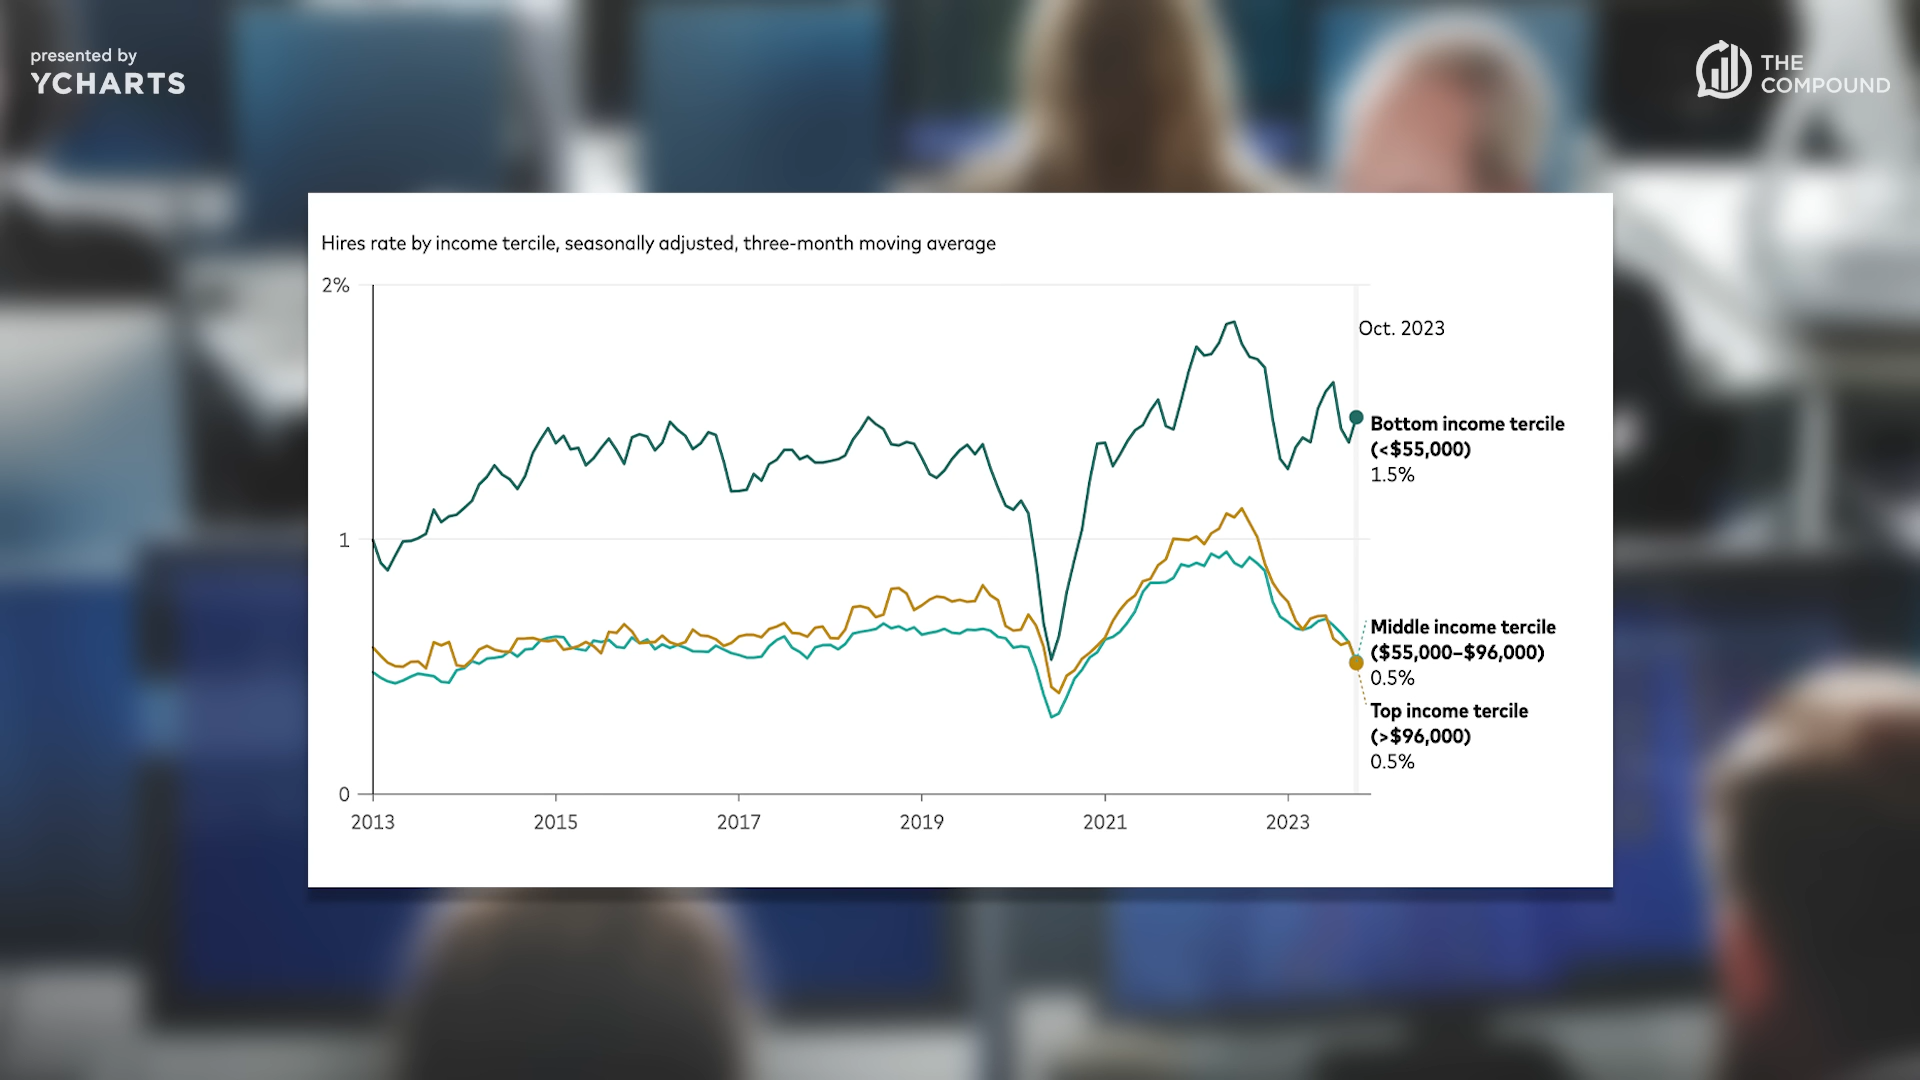 presented by
YCHARTS
THE
COMPOUND
Hires rate by income tercile, seasonally adjusted, three-month moving average
2%
Oct. 2023
Bottom income tercile
(<$55,000)
1.5%
1
Middle income tercile
($55,000–$96,000)
0.5%
Top income tercile
(>$96,000)
0.5%
0
2013
2015
2017
2019
2021
2023